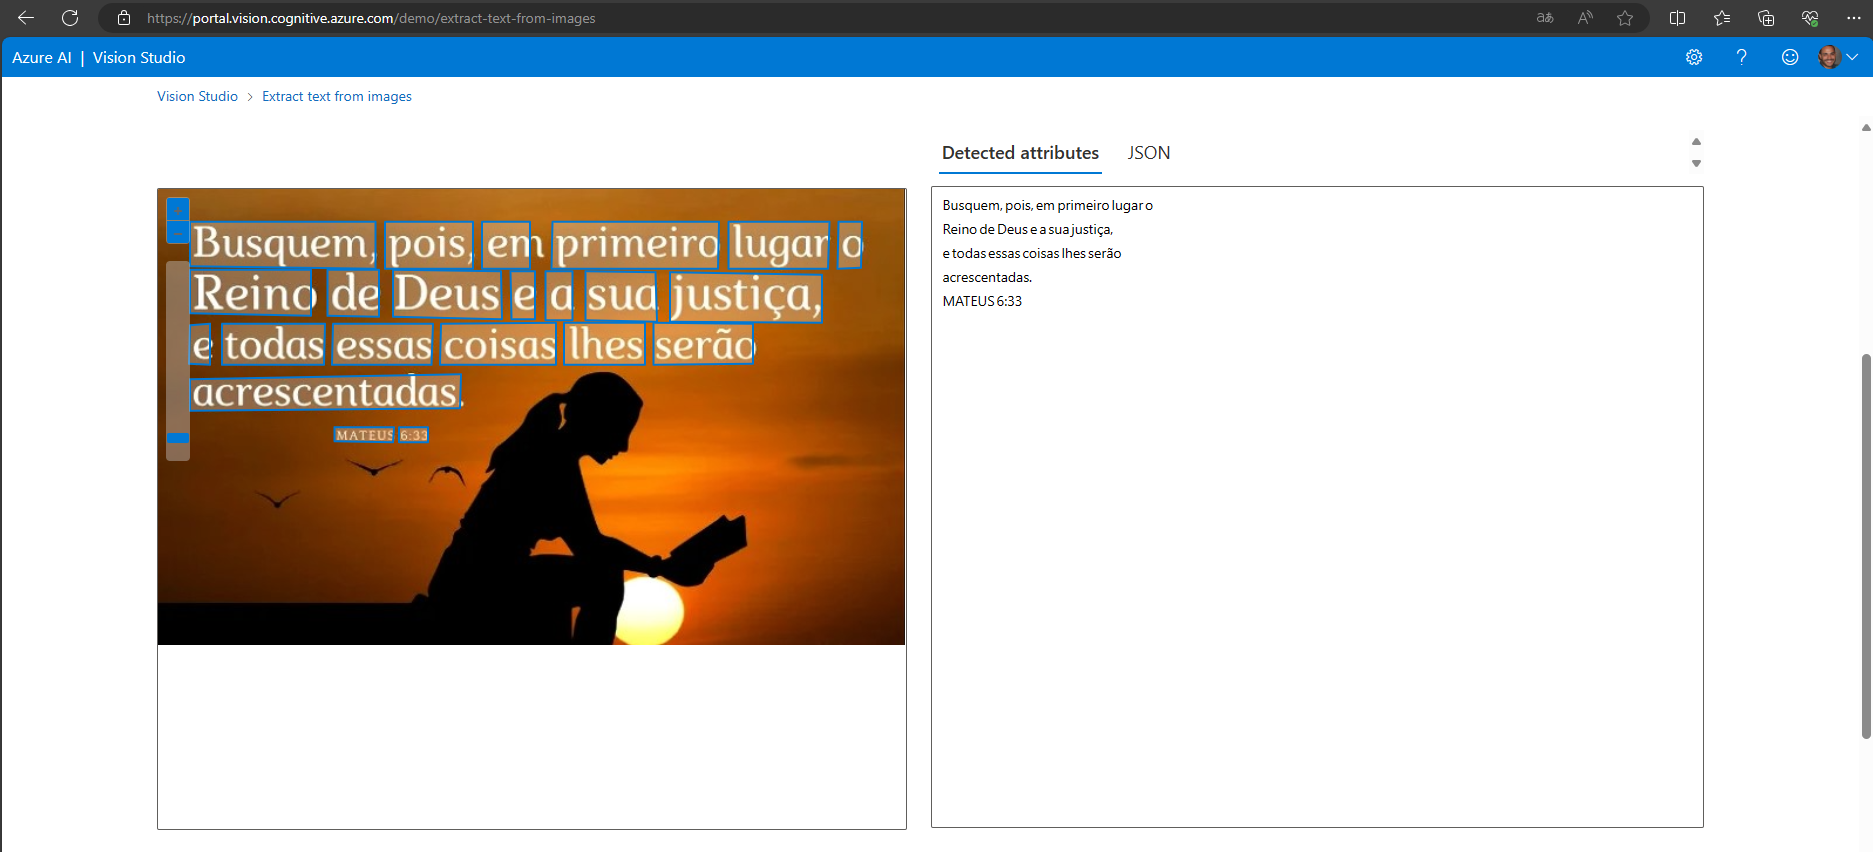 https://portal.vision.cognitive.azure.com/demo/extract-text-from-images
Azure AI | Vision Studio
Vision Studio > Extract text from images
Detected attributes
JSON
Busquem, pois, em primeiro lugar o
Reino de Deus e a sua justiça,
e todas essas coisas lhes serão
acrescentadas.
MATEUS 6:33
Busquem, pois, em primeiro lugar o
Reino de Deus e a sua justiça,
e todas essas coisas lhes serão
acrescentadas.
MATEUS 6:33